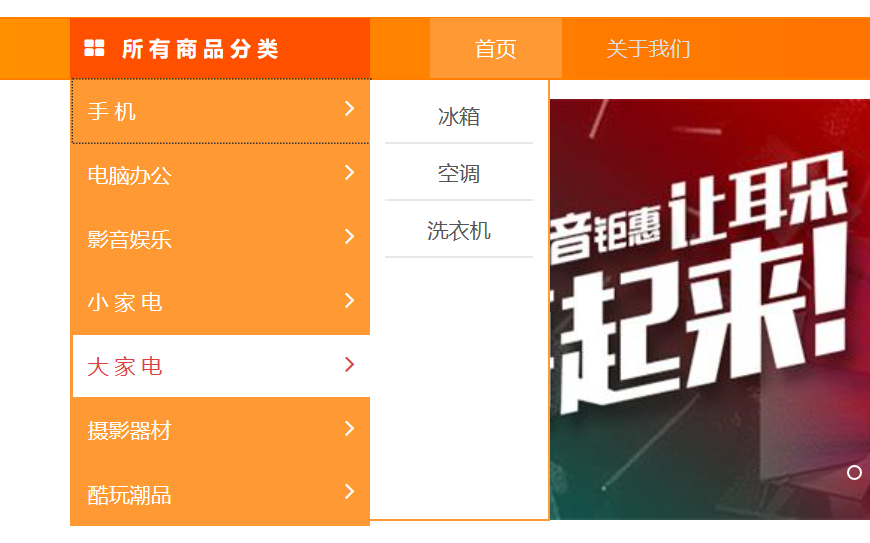 所有商品分类
首页
关于我们
手 机
电脑办公
影音娱乐
小 家 电
大 家 电
摄影器材
酷玩潮品
冰箱
空调
洗衣机
音钜惠 让耳朵
起来!